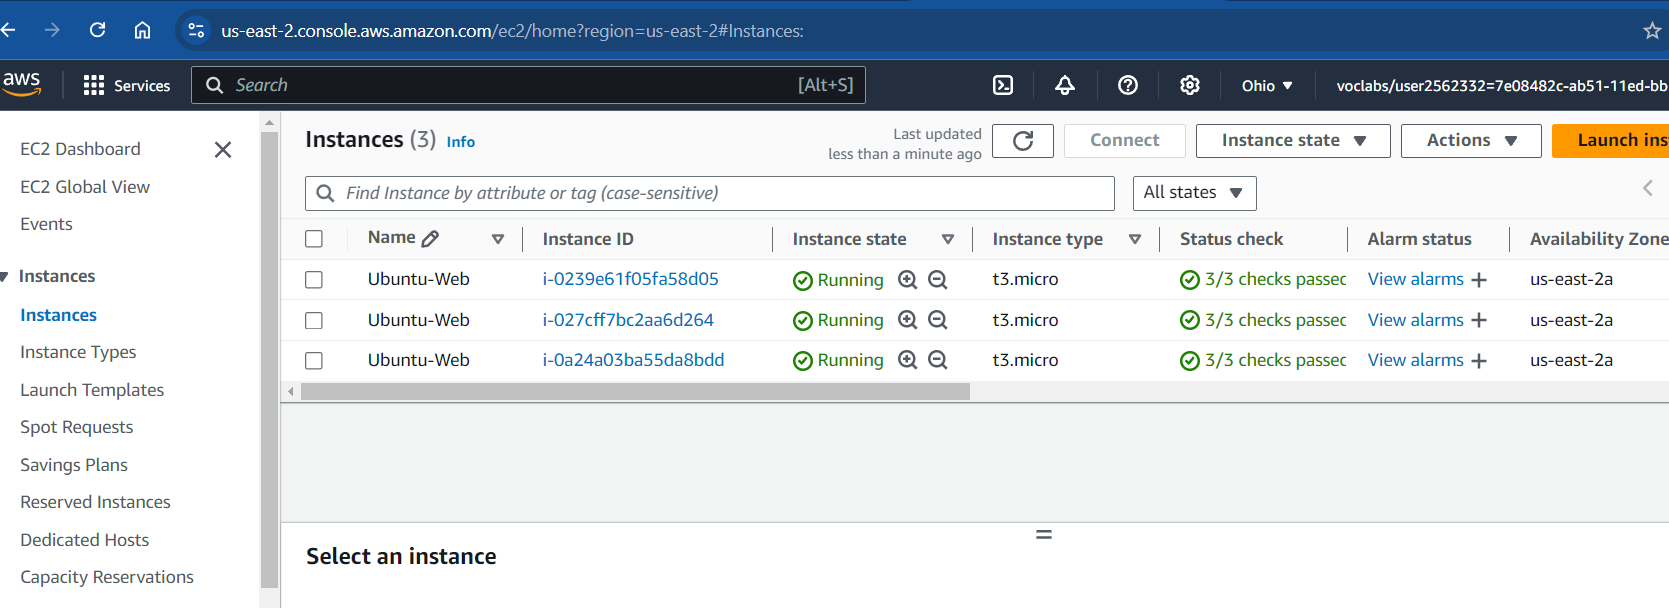 us-east-2.console.aws.amazon.com/ec2/home?region=us-east-2#Instances:
aws Services Search [Alt+S] Ohio voclabs/user2562332=7e08482c-ab51-11ed-bb
EC2 Dashboard
EC2 Global View
Events
Instances
Instances
Instance Types
Launch Templates
Spot Requests
Savings Plans
Reserved Instances
Dedicated Hosts
Capacity Reservations
Instances (3) Info
Last updated
less than a minute ago
Connect Instance state Actions Launch ins
Find Instance by attribute or tag (case-sensitive) All states
Name Instance ID Instance state Instance type Status check Alarm status Availability Zone
Ubuntu-Web i-0239e61f05fa58d05 Running t3.micro 3/3 checks passec View alarms + us-east-2a
Ubuntu-Web i-027cff7bc2aa6d264 Running t3.micro 3/3 checks passec View alarms + us-east-2a
Ubuntu-Web i-0a24a03ba55da8bdd Running t3.micro 3/3 checks passec View alarms + us-east-2a
Select an instance